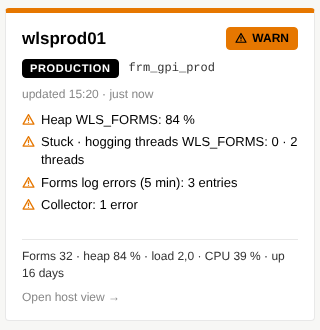 wlsprod01
WARN
PRODUCTION frm_gpi_prod
updated 15:20 · just now
Heap WLS_FORMS: 84 %
Stuck · hogging threads WLS_FORMS: 0 · 2
threads
Forms log errors (5 min): 3 entries
Collector: 1 error
Forms 32 · heap 84 % · load 2,0 · CPU 39 % · up
16 days
Open host view →